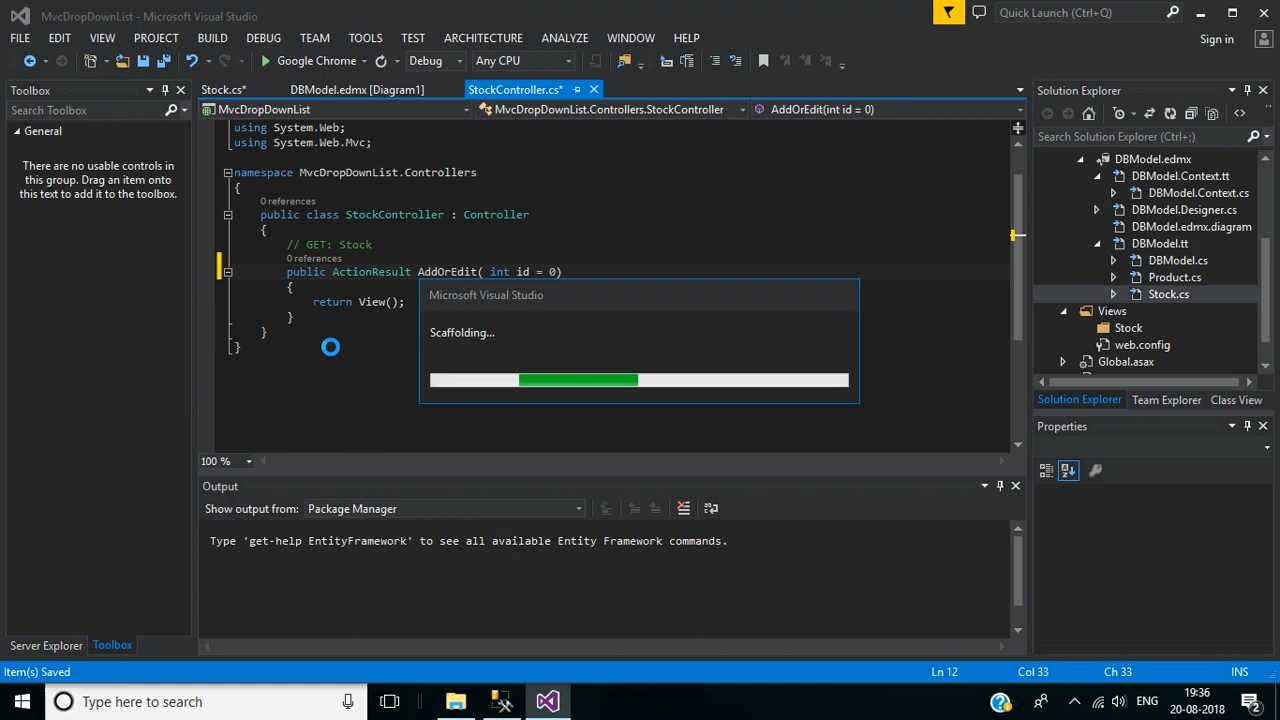 MvcDropDownList - Microsoft Visual Studio
Quick Launch (Ctrl+Q)
FILE EDIT VIEW PROJECT BUILD DEBUG TEAM TOOLS TEST ARCHITECTURE ANALYZE WINDOW HELP
Sign in
Google Chrome Debug Any CPU
Toolbox
Search Toolbox
General
There are no usable controls in
this group. Drag an item onto
this text to add it to the toolbox.
Server Explorer Toolbox
Stock.cs* DBModel.edmx [Diagram1] StockController.cs*
MvcDropDownList MvcDropDownList.Controllers.StockController AddOrEdit(int id = 0)
using System.Web;
using System.Web.Mvc;
namespace MvcDropDownList.Controllers
{
0 references
public class StockController : Controller
{
// GET: Stock
0 references
public ActionResult AddOrEdit( int id = 0)
{
return View();
}
}
}
Microsoft Visual Studio
Scaffolding...
100 %
Output
Show output from: Package Manager
Type 'get-help EntityFramework' to see all available Entity Framework commands.
Solution Explorer
Search Solution Explorer (Ctrl+;)
DBModel.edmx
DBModel.Context.tt
DBModel.Context.cs
DBModel.Designer.cs
DBModel.edmx.diagram
DBModel.tt
DBModel.cs
Product.cs
Stock.cs
Views
Stock
web.config
Global.asax
Solution Explorer Team Explorer Class View
Properties
Item(s) Saved Ln 12 Col 33 Ch 33 INS
Type here to search
ENG
19:36
20-08-2018
2